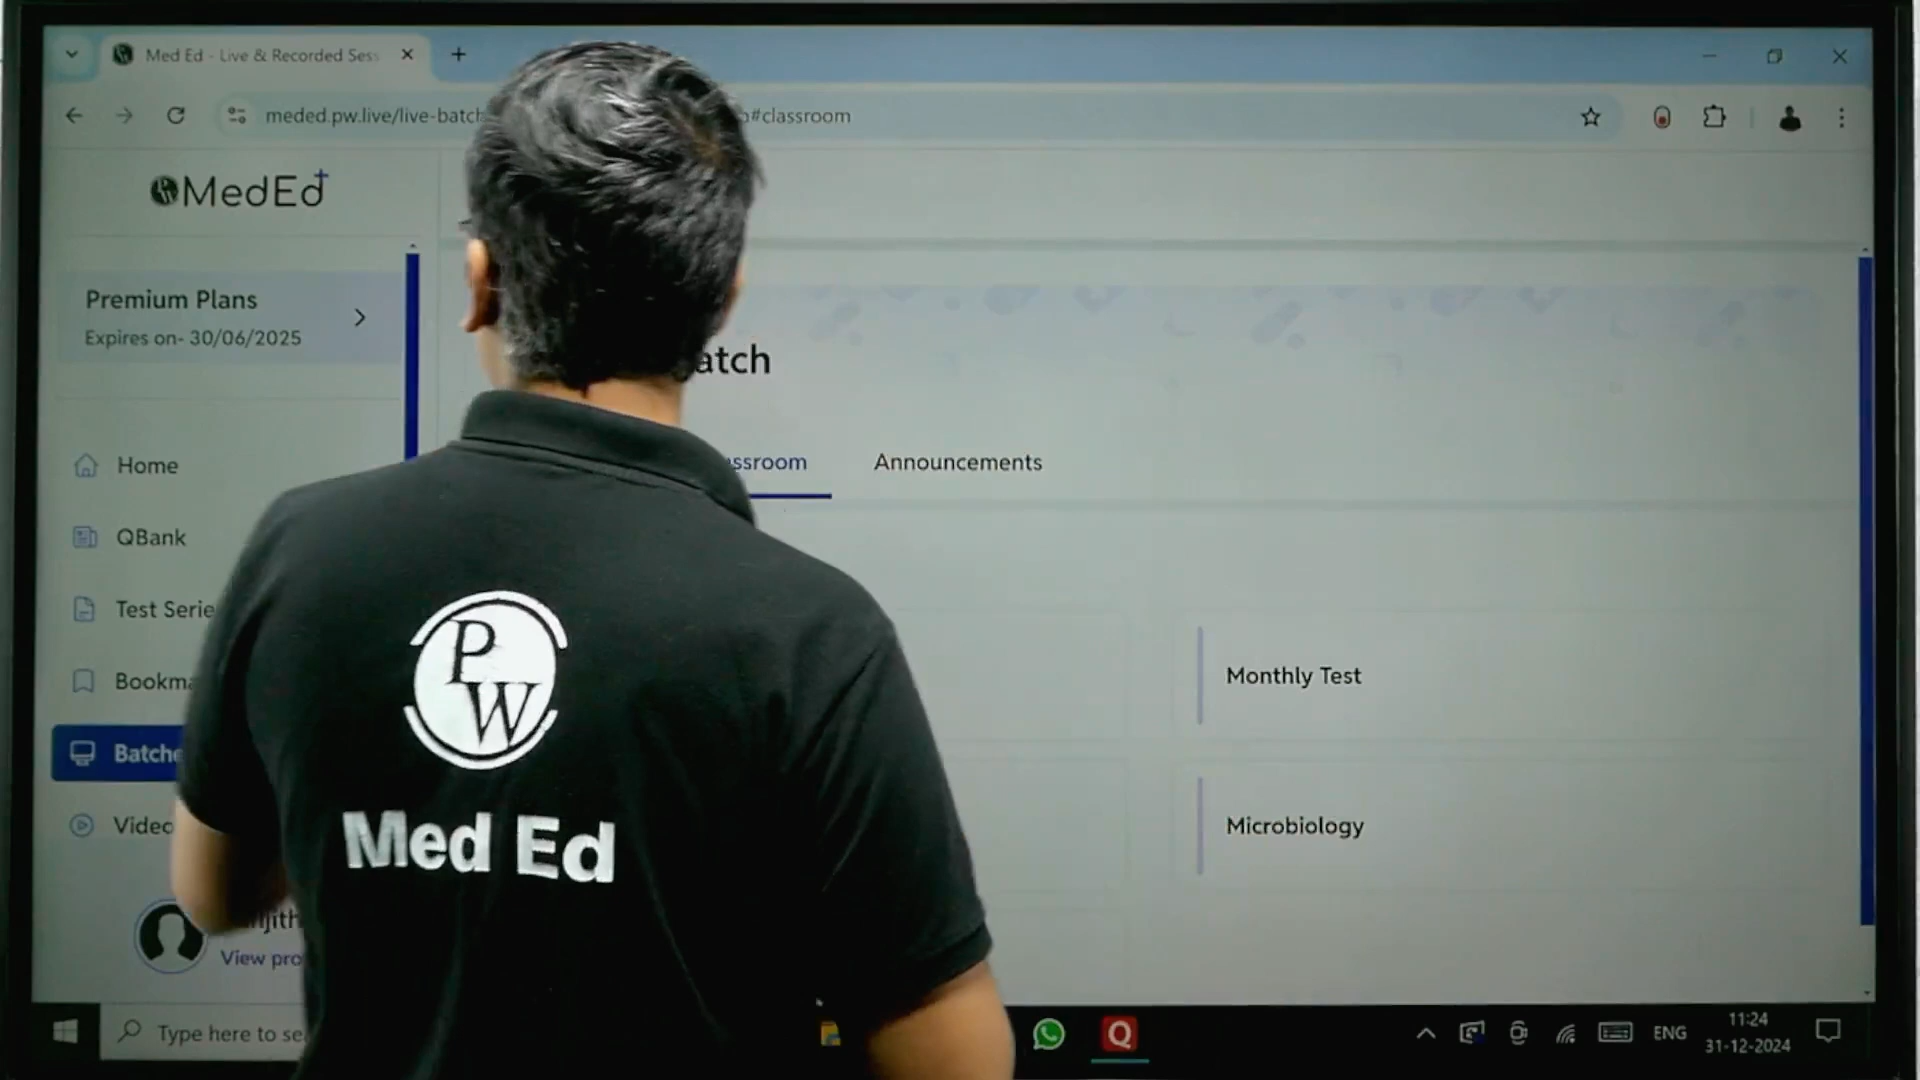 Med Ed - Live & Recorded Sess
meded.pw.live/live-batch
#classroom
MedEd
Premium Plans
Expires on- 30/06/2025
atch
Home
ssroom
Announcements
QBank
Test Serie
Bookma
Monthly Test
PW
Batche
Med Ed
Video
Microbiology
jith
View pro
Type here to sea
Q
ENG
11:24
31-12-2024